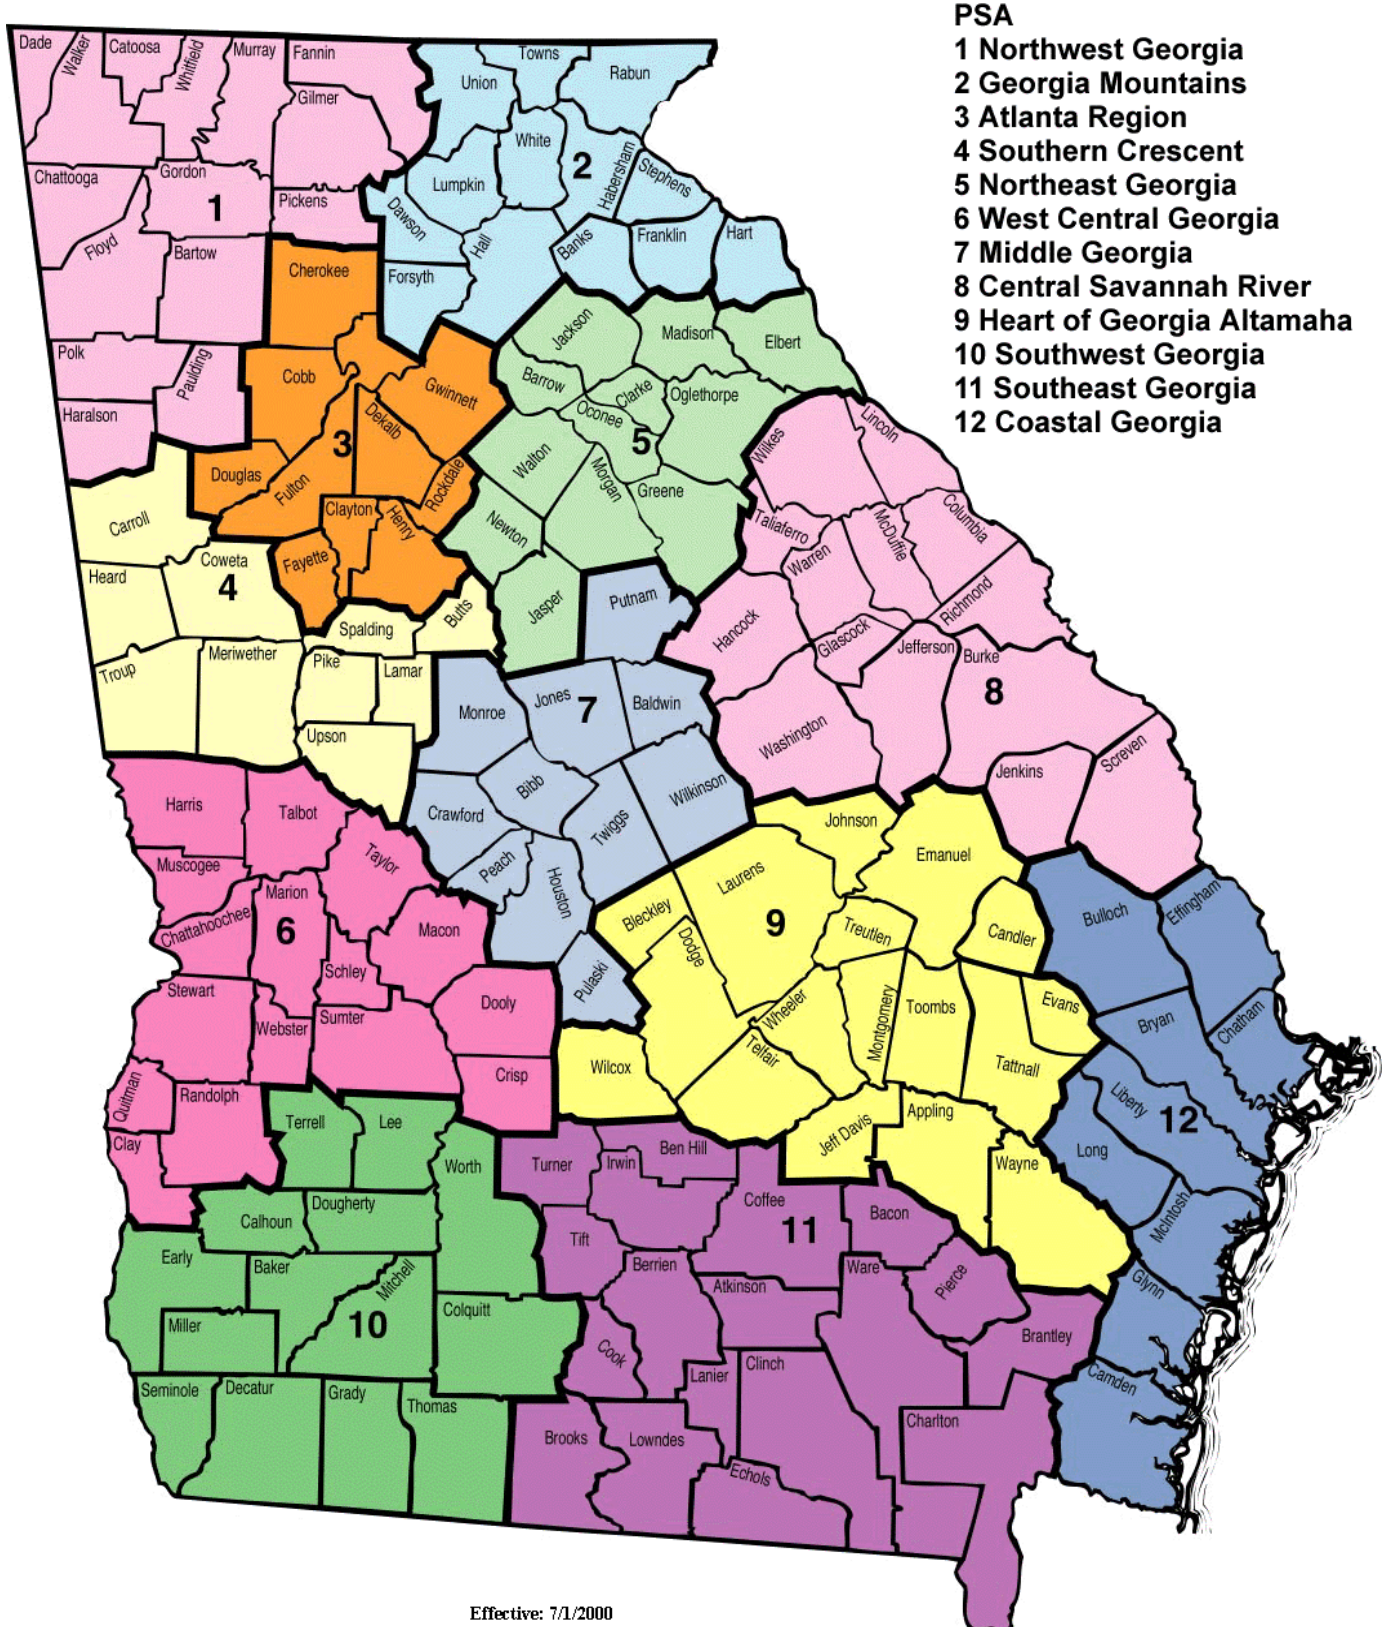 PSA
1 Northwest Georgia
2 Georgia Mountains
3 Atlanta Region
4 Southern Crescent
5 Northeast Georgia
6 West Central Georgia
7 Middle Georgia
8 Central Savannah River
9 Heart of Georgia Altamaha
10 Southwest Georgia
11 Southeast Georgia
12 Coastal Georgia
Dade
Walker
Catoosa
Whitfield
Murray
Fannin
Gilmer
Chattooga
Gordon
1
Pickens
Floyd
Bartow
Polk
Paulding
Haralson
Union
Towns
Rabun
White
2
Habersham
Stephens
Lumpkin
Dawson
Hall
Forsyth
Banks
Franklin
Hart
Cherokee
Cobb
Gwinnett
Dekalb
3
Douglas
Fulton
Rockdale
Clayton
Henry
Fayette
Carroll
Heard
Coweta
4
Spalding
Butts
Troup
Meriwether
Pike
Lamar
Upson
Jackson
Madison
Elbert
Barrow
Clarke
Oglethorpe
Oconee
5
Walton
Morgan
Greene
Newton
Jasper
Putnam
Monroe
Jones
7
Baldwin
Crawford
Bibb
Twiggs
Wilkinson
Peach
Houston
Pulaski
Wilkes
Lincoln
Taliaferro
McDuffie
Columbia
Warren
Hancock
Glascock
Richmond
Jefferson
Burke
8
Washington
Jenkins
Screven
Harris
Talbot
Muscogee
Taylor
Marion
Chattahoochee
6
Macon
Schley
Stewart
Webster
Sumter
Dooly
Crisp
Quitman
Randolph
Clay
Johnson
Emanuel
Laurens
Bleckley
9
Dodge
Treutlen
Candler
Wheeler
Montgomery
Toombs
Evans
Tattnall
Wilcox
Telfair
Jeff Davis
Appling
Wayne
Bulloch
Effingham
Bryan
Chatham
Liberty
12
Long
McIntosh
Glynn
Camden
Terrell
Lee
Worth
Calhoun
Dougherty
Early
Baker
Mitchell
Miller
10
Colquitt
Seminole
Decatur
Grady
Thomas
Turner
Irwin
Ben Hill
Coffee
11
Bacon
Tift
Berrien
Atkinson
Ware
Pierce
Brantley
Cook
Lanier
Clinch
Charlton
Brooks
Lowndes
Echols
Effective: 7/1/2000